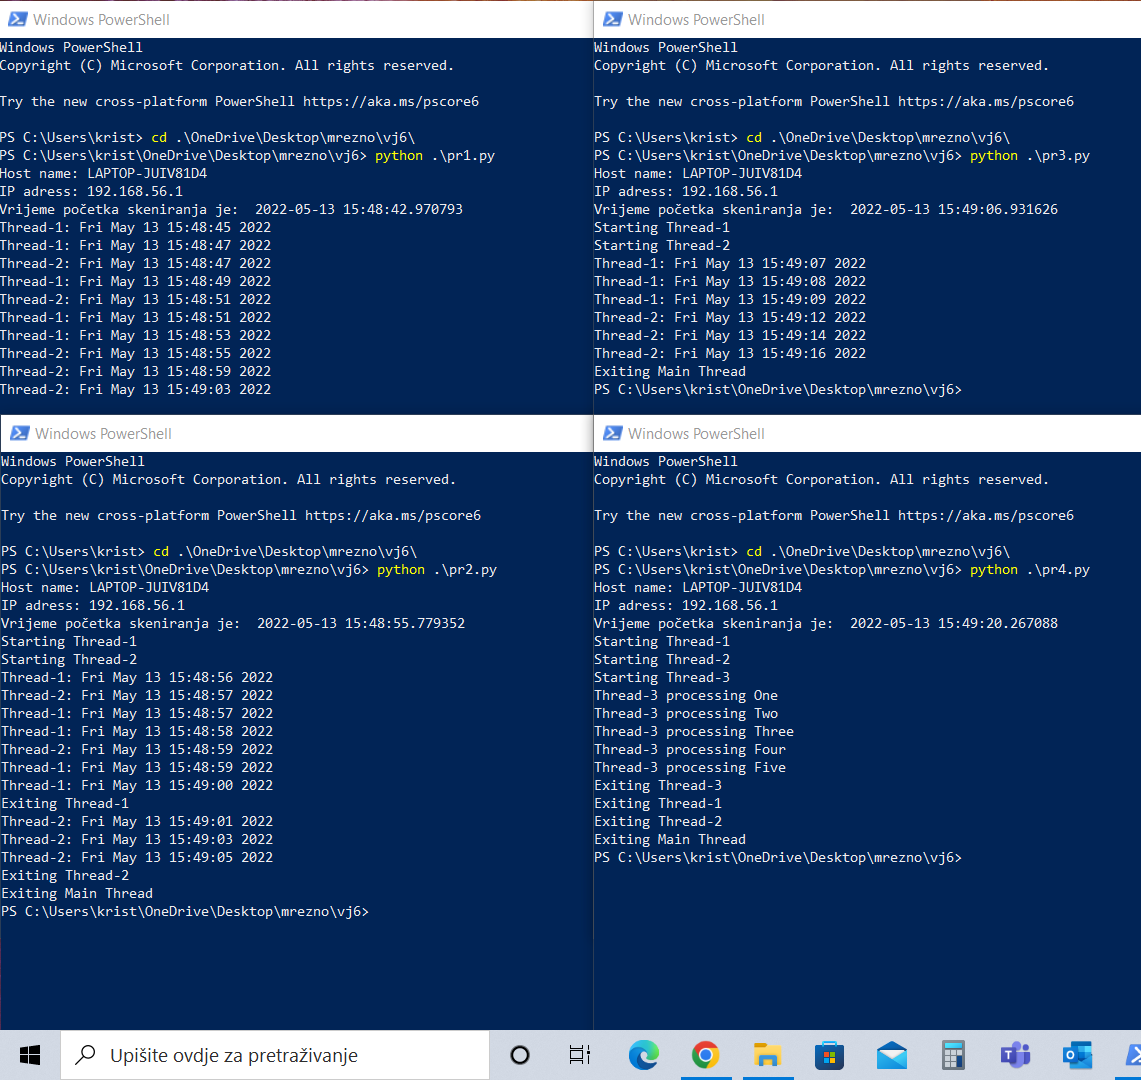 Windows PowerShell
Windows PowerShell
Copyright (C) Microsoft Corporation. All rights reserved.
Try the new cross-platform PowerShell https://aka.ms/pscore6
PS C:\Users\krist> cd .\OneDrive\Desktop\mrezno\vj6\
PS C:\Users\krist\OneDrive\Desktop\mrezno\vj6> python .\pr1.py
Host name: LAPTOP-JUIV81D4
IP adress: 192.168.56.1
Vrijeme početka skeniranja je:  2022-05-13 15:48:42.970793
Thread-1: Fri May 13 15:48:45 2022
Thread-1: Fri May 13 15:48:47 2022
Thread-2: Fri May 13 15:48:47 2022
Thread-1: Fri May 13 15:48:49 2022
Thread-2: Fri May 13 15:48:51 2022
Thread-1: Fri May 13 15:48:51 2022
Thread-1: Fri May 13 15:48:53 2022
Thread-2: Fri May 13 15:48:55 2022
Thread-2: Fri May 13 15:48:59 2022
Thread-2: Fri May 13 15:49:03 2022
Windows PowerShell
Windows PowerShell
Copyright (C) Microsoft Corporation. All rights reserved.
Try the new cross-platform PowerShell https://aka.ms/pscore6
PS C:\Users\krist> cd .\OneDrive\Desktop\mrezno\vj6\
PS C:\Users\krist\OneDrive\Desktop\mrezno\vj6> python .\pr3.py
Host name: LAPTOP-JUIV81D4
IP adress: 192.168.56.1
Vrijeme početka skeniranja je:  2022-05-13 15:49:06.931626
Starting Thread-1
Starting Thread-2
Thread-1: Fri May 13 15:49:07 2022
Thread-1: Fri May 13 15:49:08 2022
Thread-1: Fri May 13 15:49:09 2022
Thread-2: Fri May 13 15:49:12 2022
Thread-2: Fri May 13 15:49:14 2022
Thread-2: Fri May 13 15:49:16 2022
Exiting Main Thread
PS C:\Users\krist\OneDrive\Desktop\mrezno\vj6>
Windows PowerShell
Windows PowerShell
Copyright (C) Microsoft Corporation. All rights reserved.
Try the new cross-platform PowerShell https://aka.ms/pscore6
PS C:\Users\krist> cd .\OneDrive\Desktop\mrezno\vj6\
PS C:\Users\krist\OneDrive\Desktop\mrezno\vj6> python .\pr2.py
Host name: LAPTOP-JUIV81D4
IP adress: 192.168.56.1
Vrijeme početka skeniranja je:  2022-05-13 15:48:55.779352
Starting Thread-1
Starting Thread-2
Thread-1: Fri May 13 15:48:56 2022
Thread-2: Fri May 13 15:48:57 2022
Thread-1: Fri May 13 15:48:57 2022
Thread-1: Fri May 13 15:48:58 2022
Thread-2: Fri May 13 15:48:59 2022
Thread-1: Fri May 13 15:48:59 2022
Thread-1: Fri May 13 15:49:00 2022
Exiting Thread-1
Thread-2: Fri May 13 15:49:01 2022
Thread-2: Fri May 13 15:49:03 2022
Thread-2: Fri May 13 15:49:05 2022
Exiting Thread-2
Exiting Main Thread
PS C:\Users\krist\OneDrive\Desktop\mrezno\vj6>
Windows PowerShell
Windows PowerShell
Copyright (C) Microsoft Corporation. All rights reserved.
Try the new cross-platform PowerShell https://aka.ms/pscore6
PS C:\Users\krist> cd .\OneDrive\Desktop\mrezno\vj6\
PS C:\Users\krist\OneDrive\Desktop\mrezno\vj6> python .\pr4.py
Host name: LAPTOP-JUIV81D4
IP adress: 192.168.56.1
Vrijeme početka skeniranja je:  2022-05-13 15:49:20.267088
Starting Thread-1
Starting Thread-2
Starting Thread-3
Thread-3 processing One
Thread-3 processing Two
Thread-3 processing Three
Thread-3 processing Four
Thread-3 processing Five
Exiting Thread-3
Exiting Thread-1
Exiting Thread-2
Exiting Main Thread
PS C:\Users\krist\OneDrive\Desktop\mrezno\vj6>
Upišite ovdje za pretraživanje